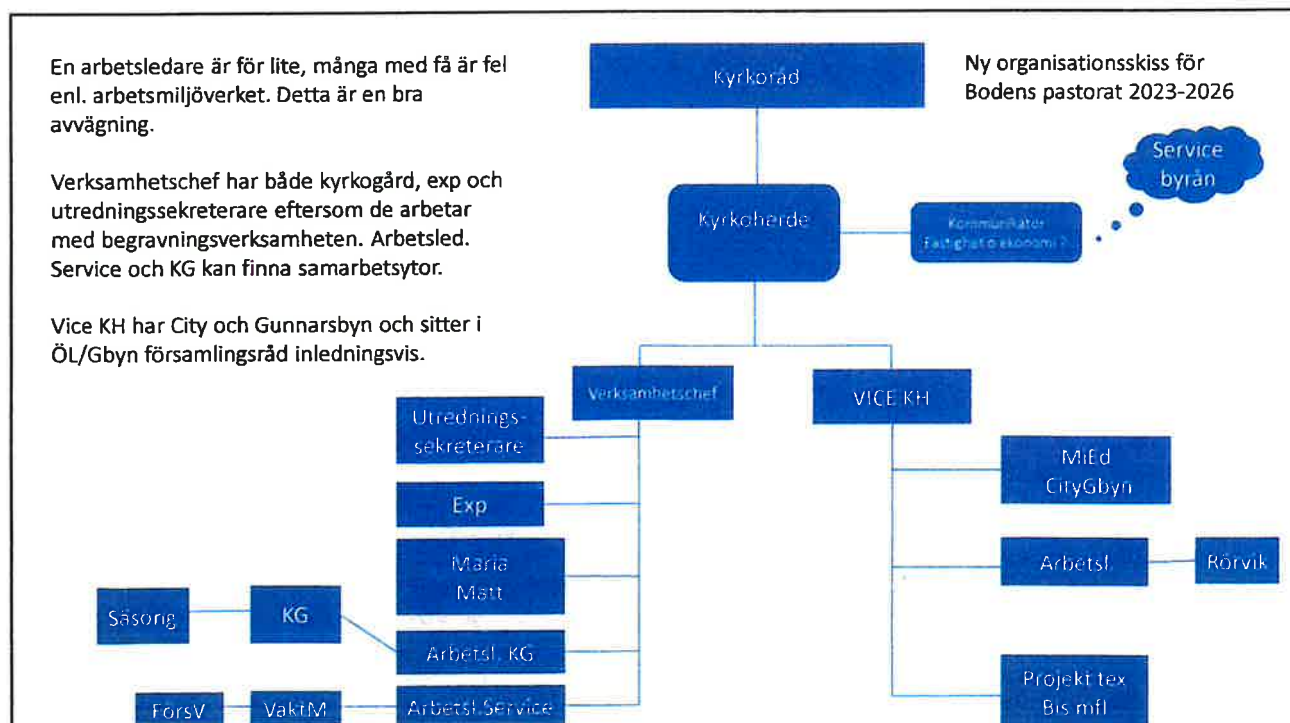 En arbetsledare är för lite, många med få är fel
enl. arbetsmiljöverket. Detta är en bra
avvägning.
Verksamhetschef har både kyrkogård, exp och
utredningssekreterare eftersom de arbetar
med begravningsverksamheten. Arbetsled.
Service och KG kan finna samarbetsytor.
Vice KH har City och Gunnarsbyn och sitter i
ÖL/Gbyn församlingsråd inledningsvis.
Kyrkoråd
Ny organisationsskiss för
Bodens pastorat 2023-2026
Service
byrån
Kyrkoherde
Kommunikatör
Fastighet o ekonomi ?
Verksamhetschef
VICE KH
Utrednings-
sekreterare
MiEd
CityGbyn
Exp
Maria
Matt
Arbetsl.
Rörvik
Säsong
KG
Arbetsl. KG
FörsV
VaktM
Arbetsl.Service
Projekt tex
Bis mfl